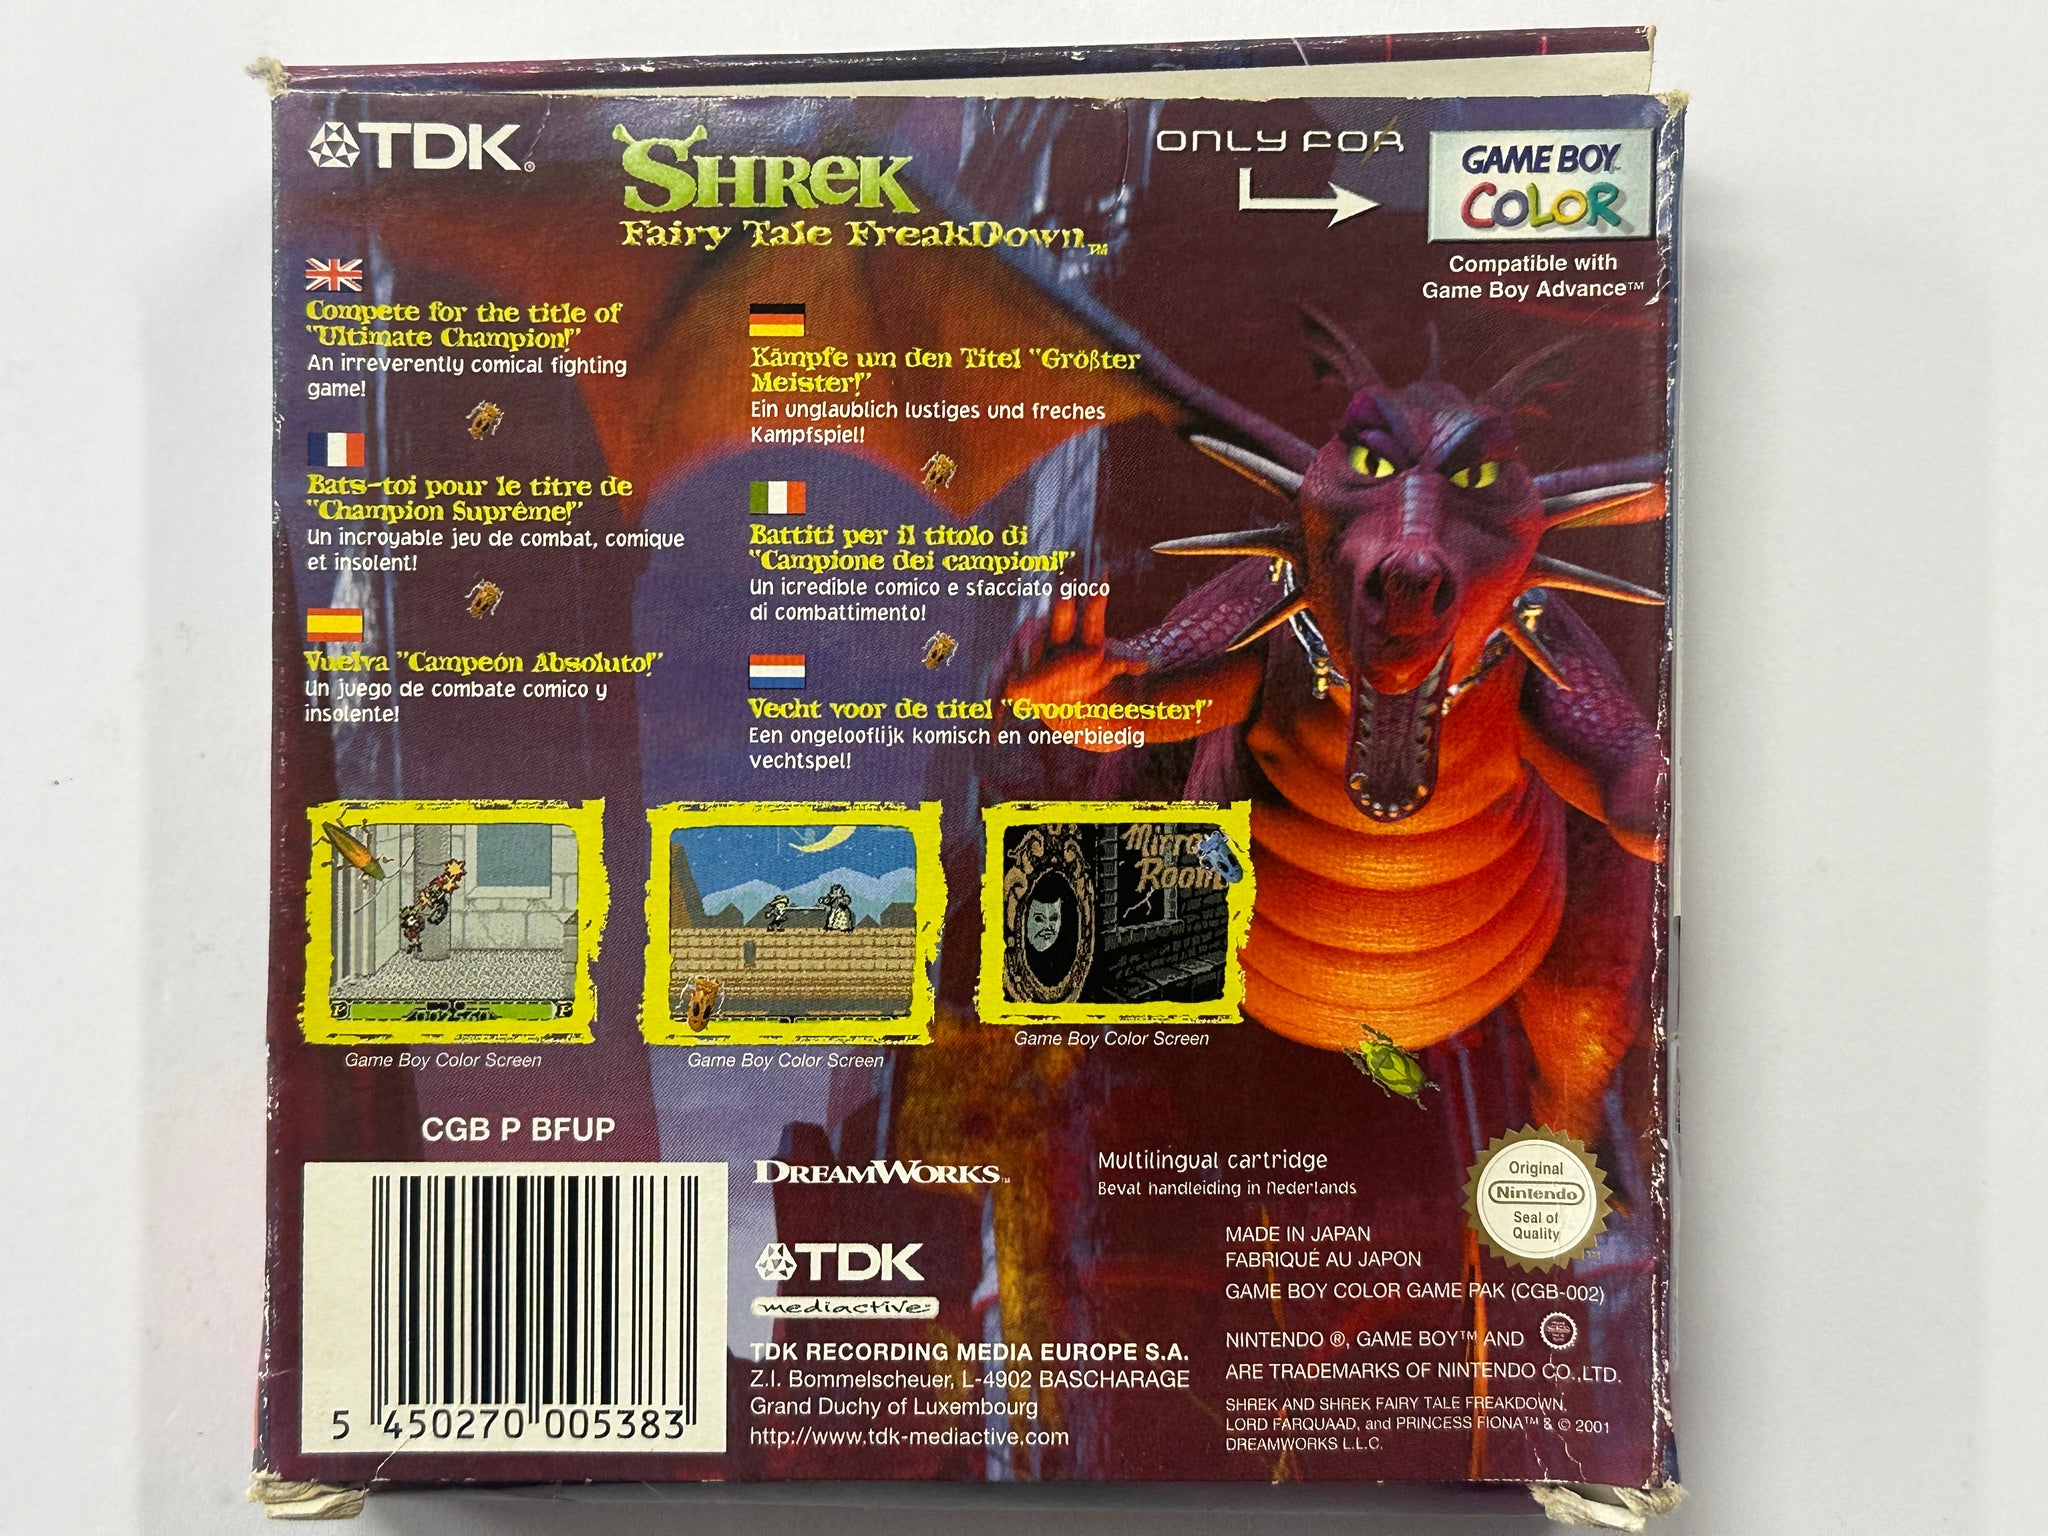 TDK®
SHREK
Fairy Tale FreakDown™
ONLY FOR
GAME BOY
COLOR
Compatible with
Game Boy Advance™
Compete for the title of
"Ultimate Champion!"
An irreverently comical fighting
game!
Bats-toi pour le titre de
"Champion Suprême!"
Un incroyable jeu de combat, comique
et insolent!
Vuelva "Campeón Absoluto!"
Un juego de combate comico y
insolente!
Kämpfe um den Titel "Größter
Meister!"
Ein unglaublich lustiges und freches
Kampfspiel!
Battiti per il titolo di
"Campione dei campioni!"
Un icredible comico e sfacciato gioco
di combattimento!
Vecht voor de titel "Grootmeester!"
Een ongelooflijk komisch en oneerbiedig
vechtspel!
P P
Room
Game Boy Color Screen
Game Boy Color Screen
Game Boy Color Screen
CGB P BFUP
5 450270 005383
DREAMWORKS
TDK
mediactive
TDK RECORDING MEDIA EUROPE S.A.
Z.I. Bommelscheuer, L-4902 BASCHARAGE
Grand Duchy of Luxembourg
http://www.tdk-mediactive.com
Multilingual cartridge
Bevat handleiding in Nederlands
Original
Nintendo
Seal of
Quality
MADE IN JAPAN
FABRIQUÉ AU JAPON
GAME BOY COLOR GAME PAK (CGB-002)
NINTENDO ®, GAME BOY™ AND
ARE TRADEMARKS OF NINTENDO CO.,LTD.
SHREK AND SHREK FAIRY TALE FREAKDOWN,
LORD FARQUAAD, and PRINCESS FIONA™ & © 2001
DREAMWORKS L.L.C.